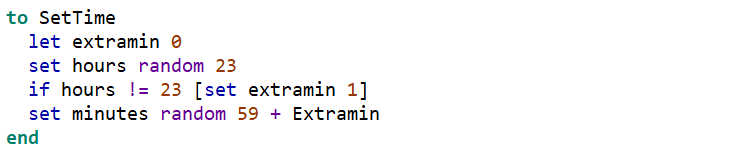 to SetTime
let extramin 0
set hours random 23
if hours != 23 [set extramin 1]
set minutes random 59 + Extramin
end